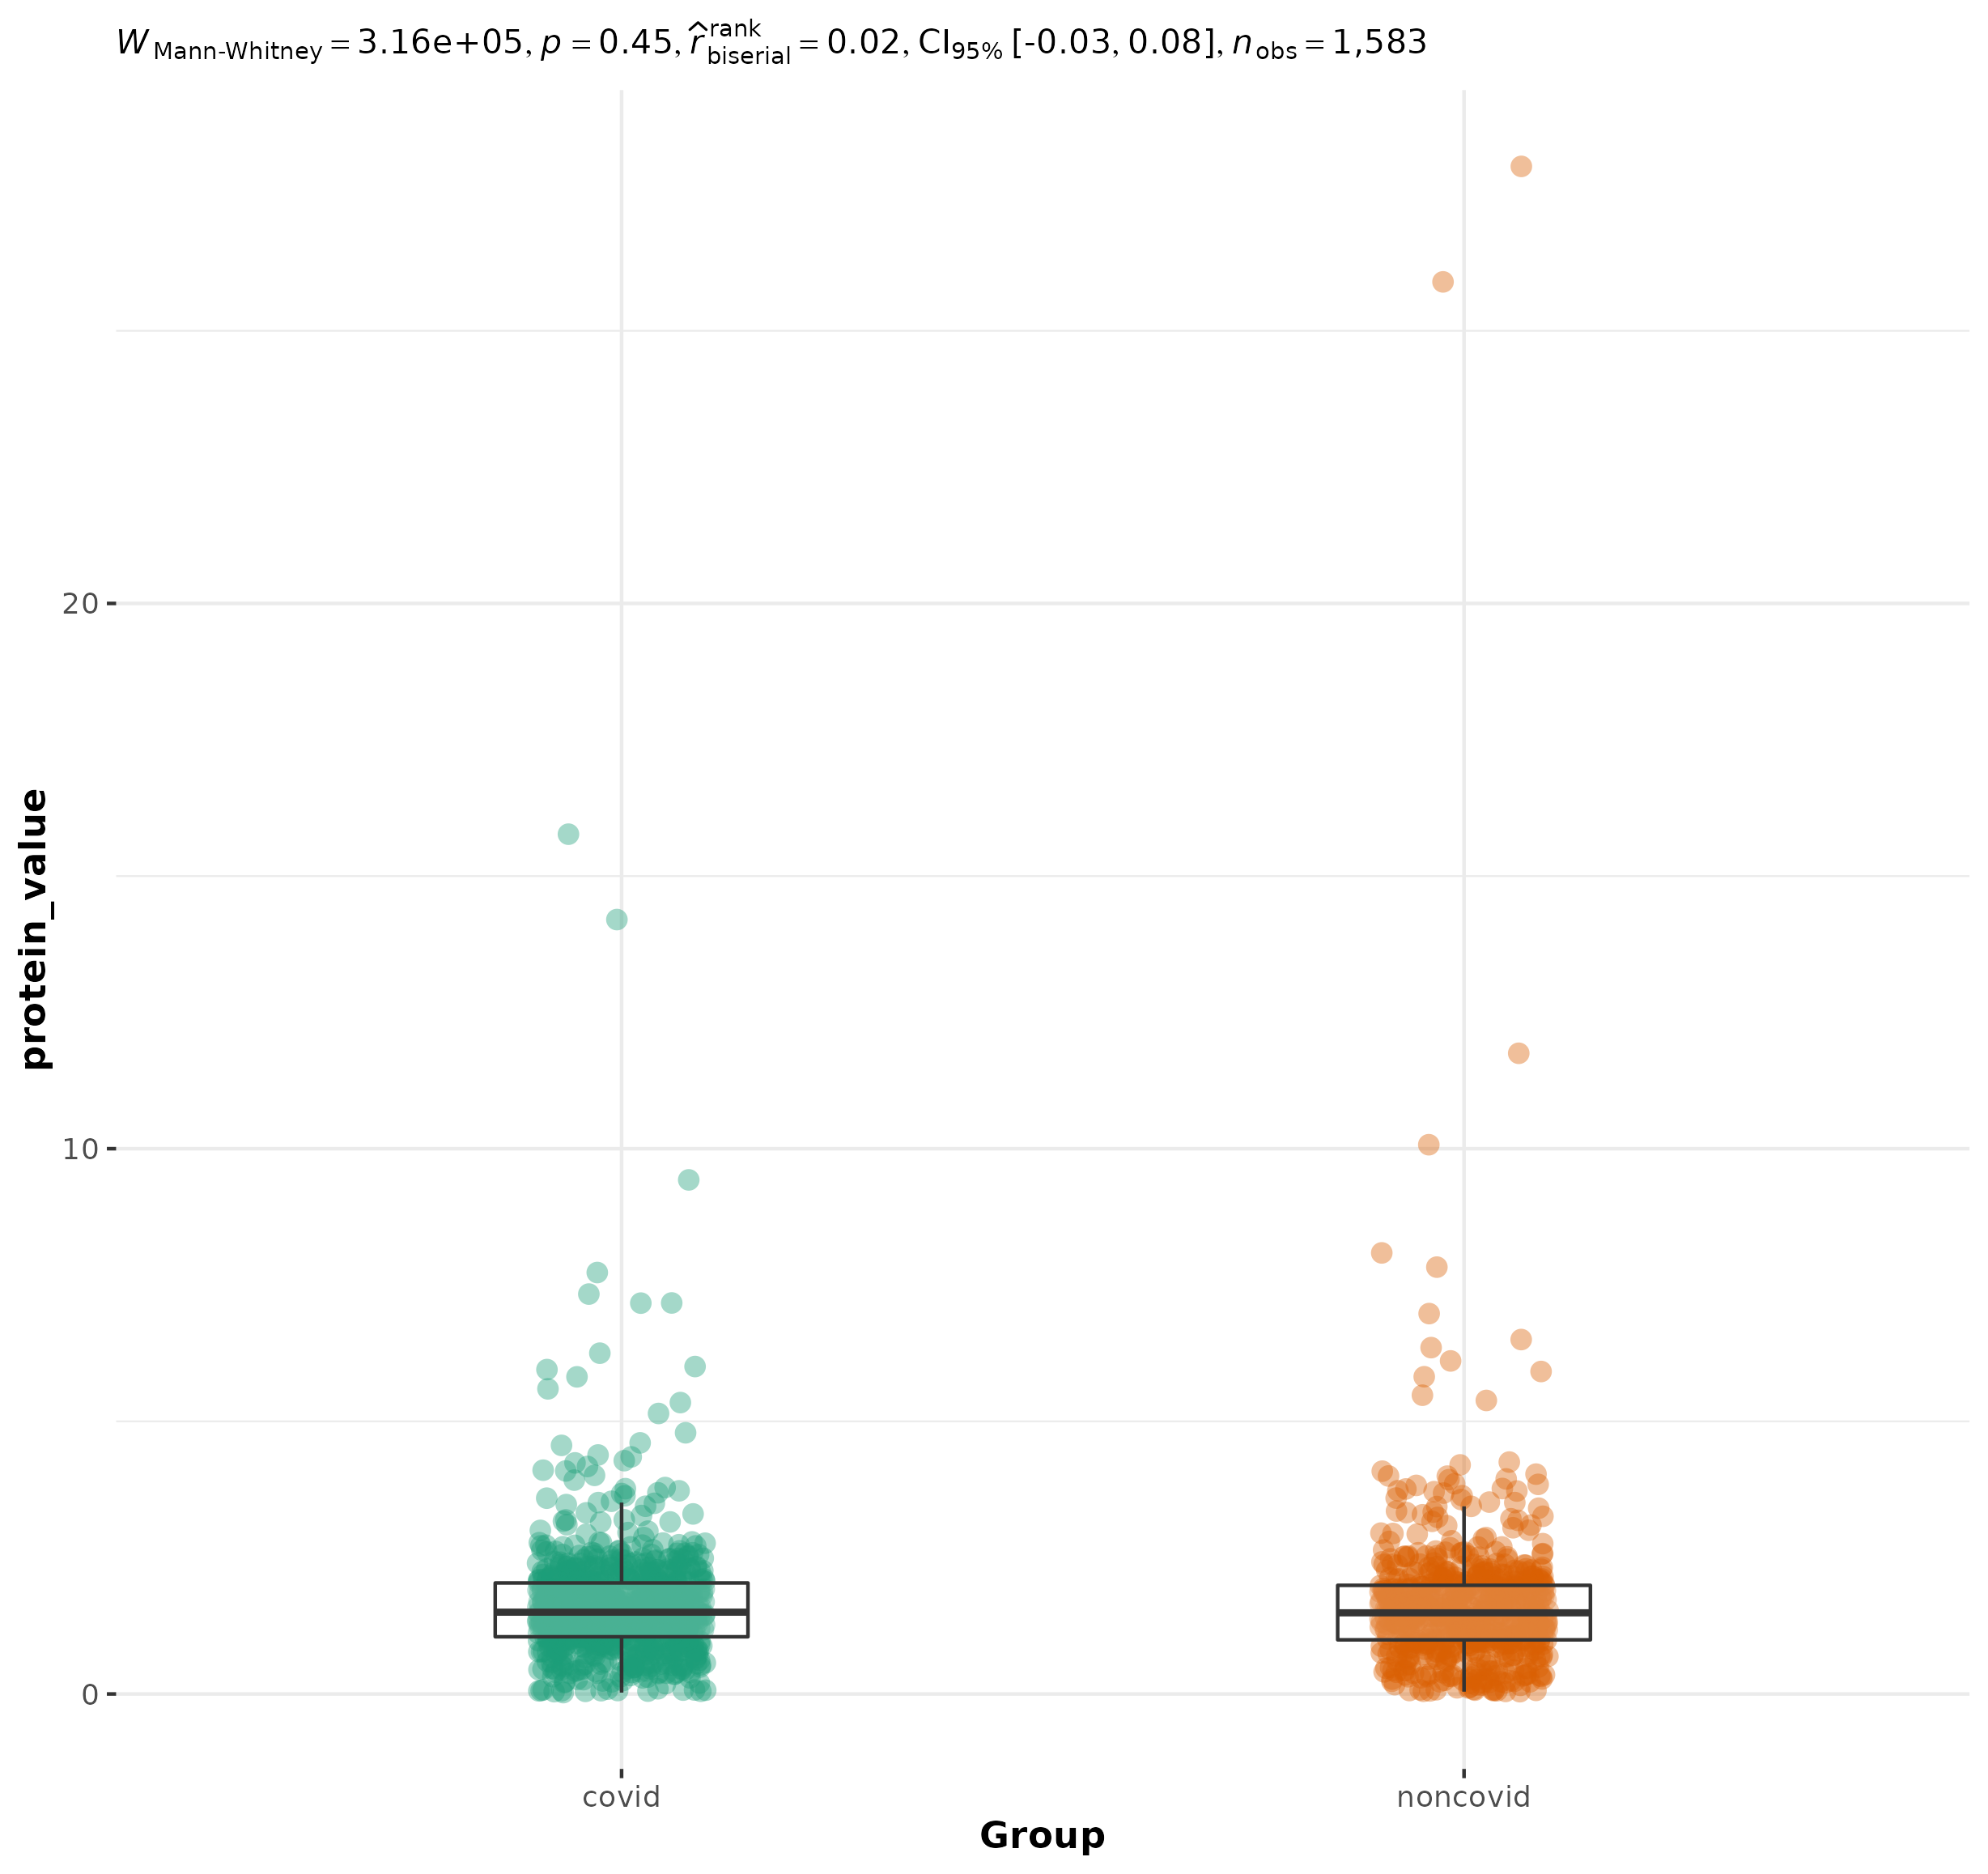 W Mann-Whitney = 3.16e+05, p = 0.45, r̂ rank biserial = 0.02, CI95% [-0.03, 0.08], nobs = 1,583
protein_value
20
10
0
covid noncovid
Group